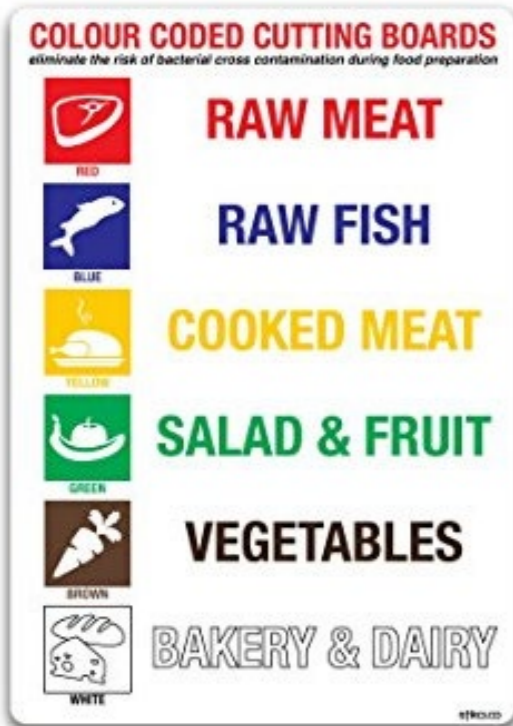 COLOUR CODED CUTTING BOARDS
eliminate the risk of bacterial cross contamination during food preparation
RED
RAW MEAT
BLUE
RAW FISH
YELLOW
COOKED MEAT
GREEN
SALAD & FRUIT
BROWN
VEGETABLES
WHITE
BAKERY & DAIRY